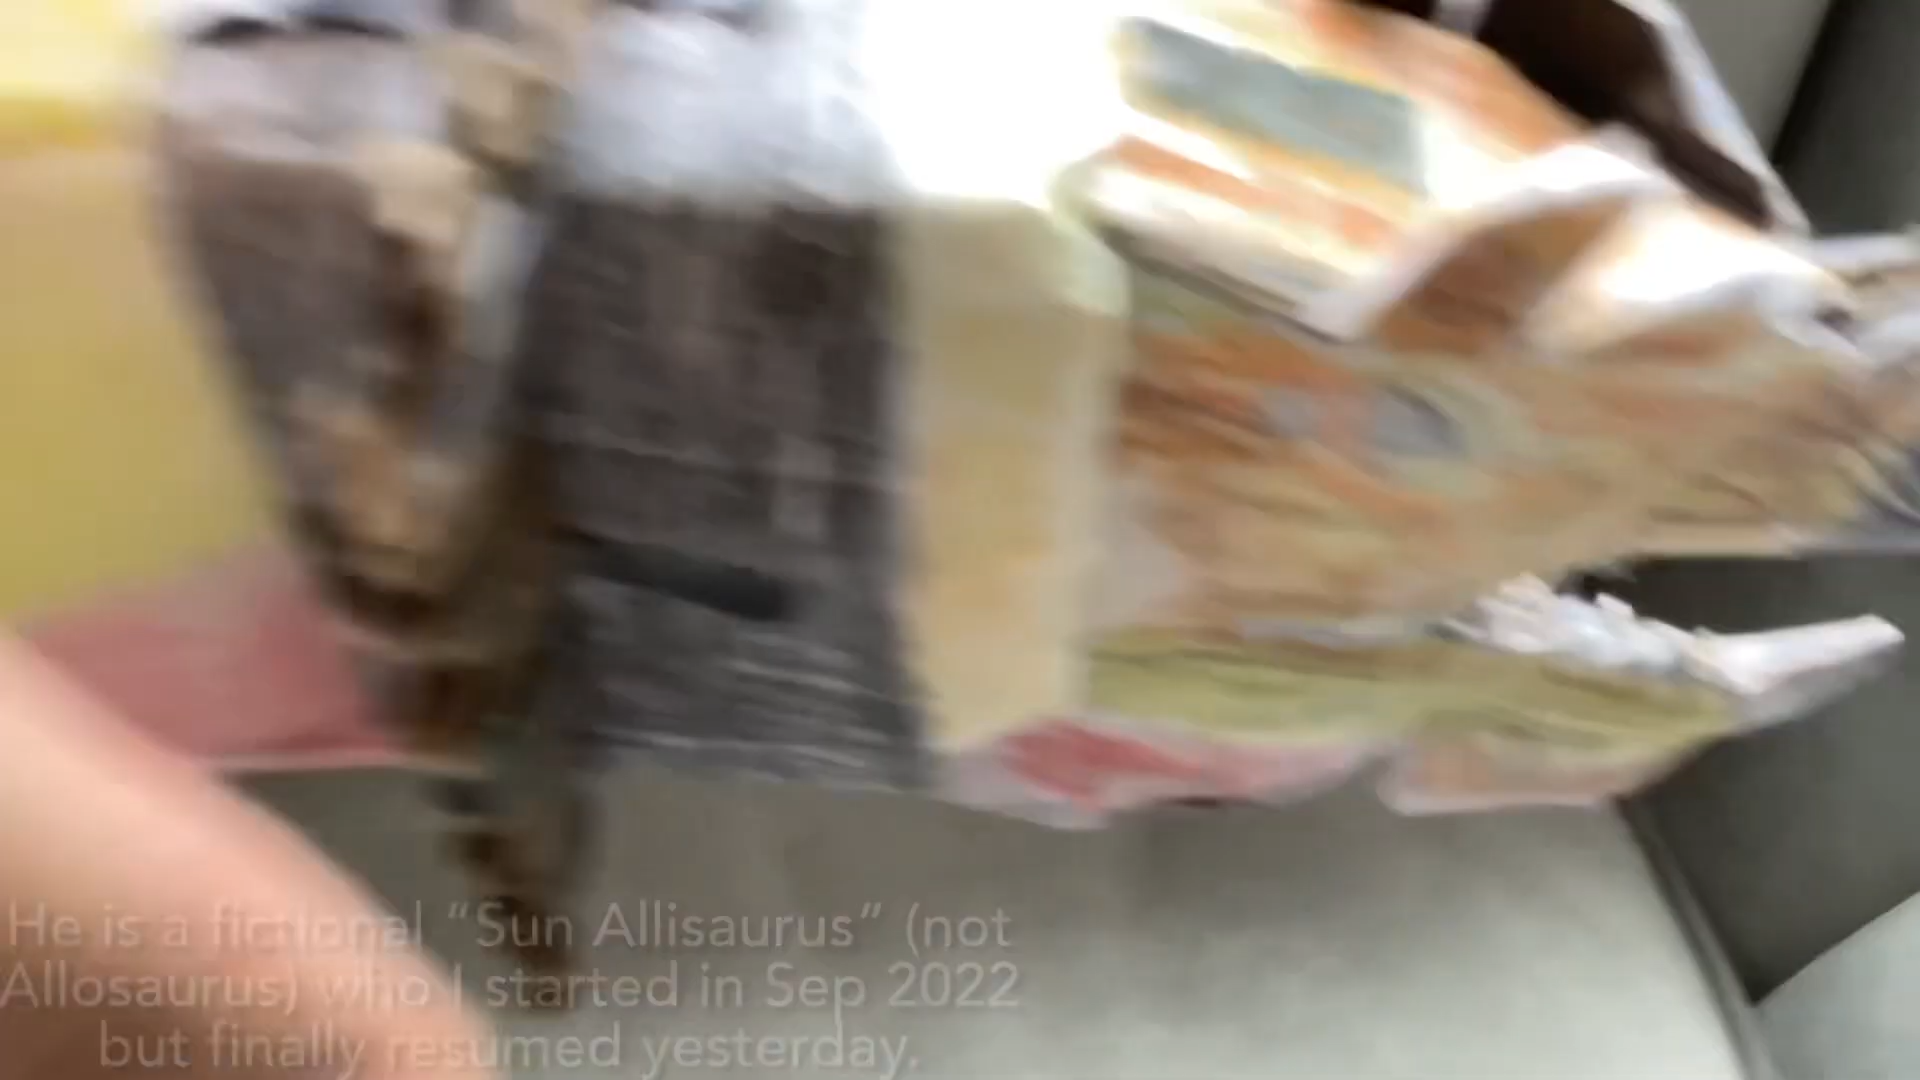 He is a fictional “Sun Allisaurus” (not
Allosaurus) who I started in Sep 2022
but finally resumed yesterday.